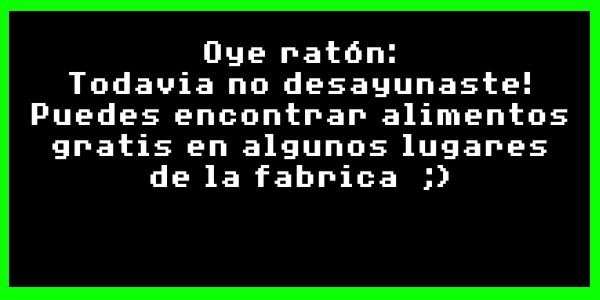 Oye ratón:
Todavia no desayunaste!
Puedes encontrar alimentos
gratis en algunos lugares
de la fabrica ;)